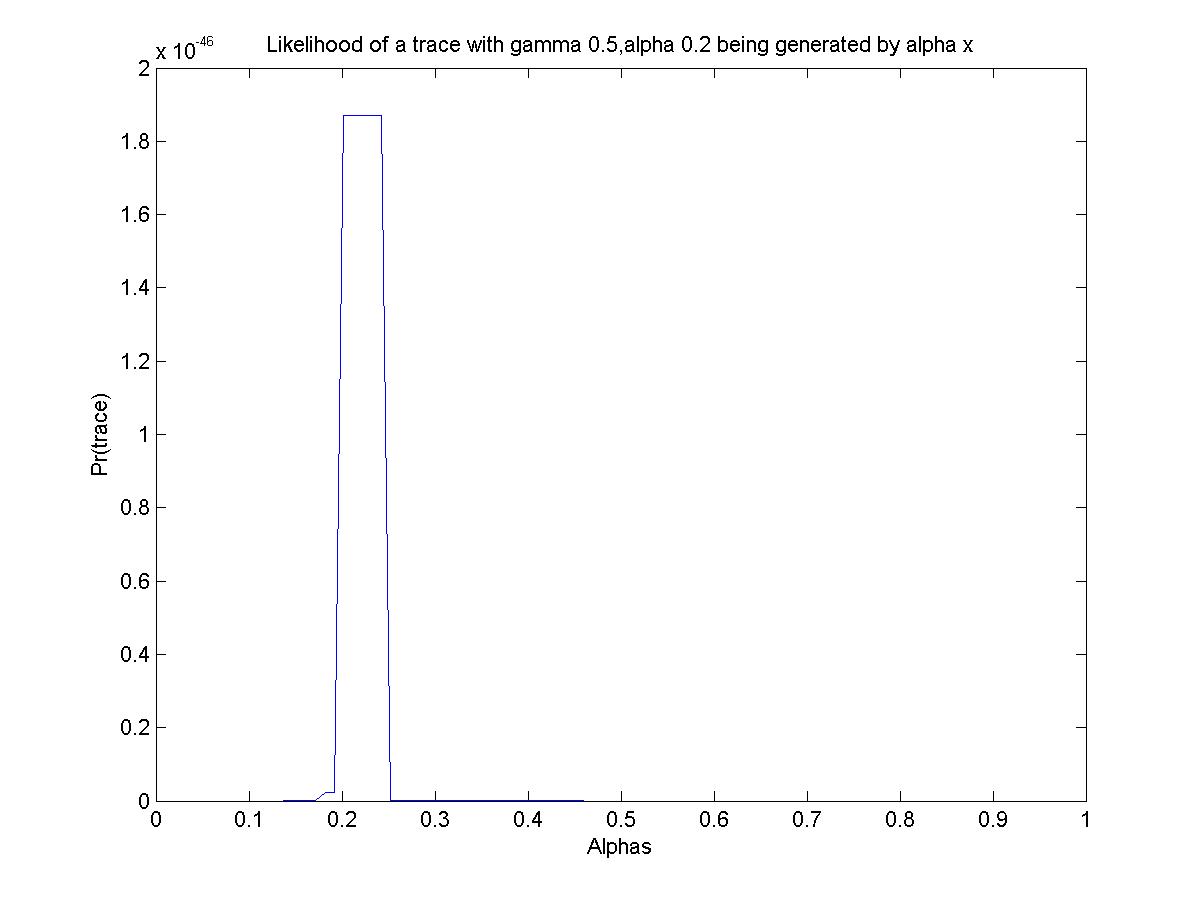 x 10-46
Likelihood of a trace with gamma 0.5,alpha 0.2 being generated by alpha x
2
1.8
1.6
1.4
1.2
1
0.8
0.6
0.4
0.2
0
Pr(trace)
0 0.1 0.2 0.3 0.4 0.5 0.6 0.7 0.8 0.9 1
Alphas